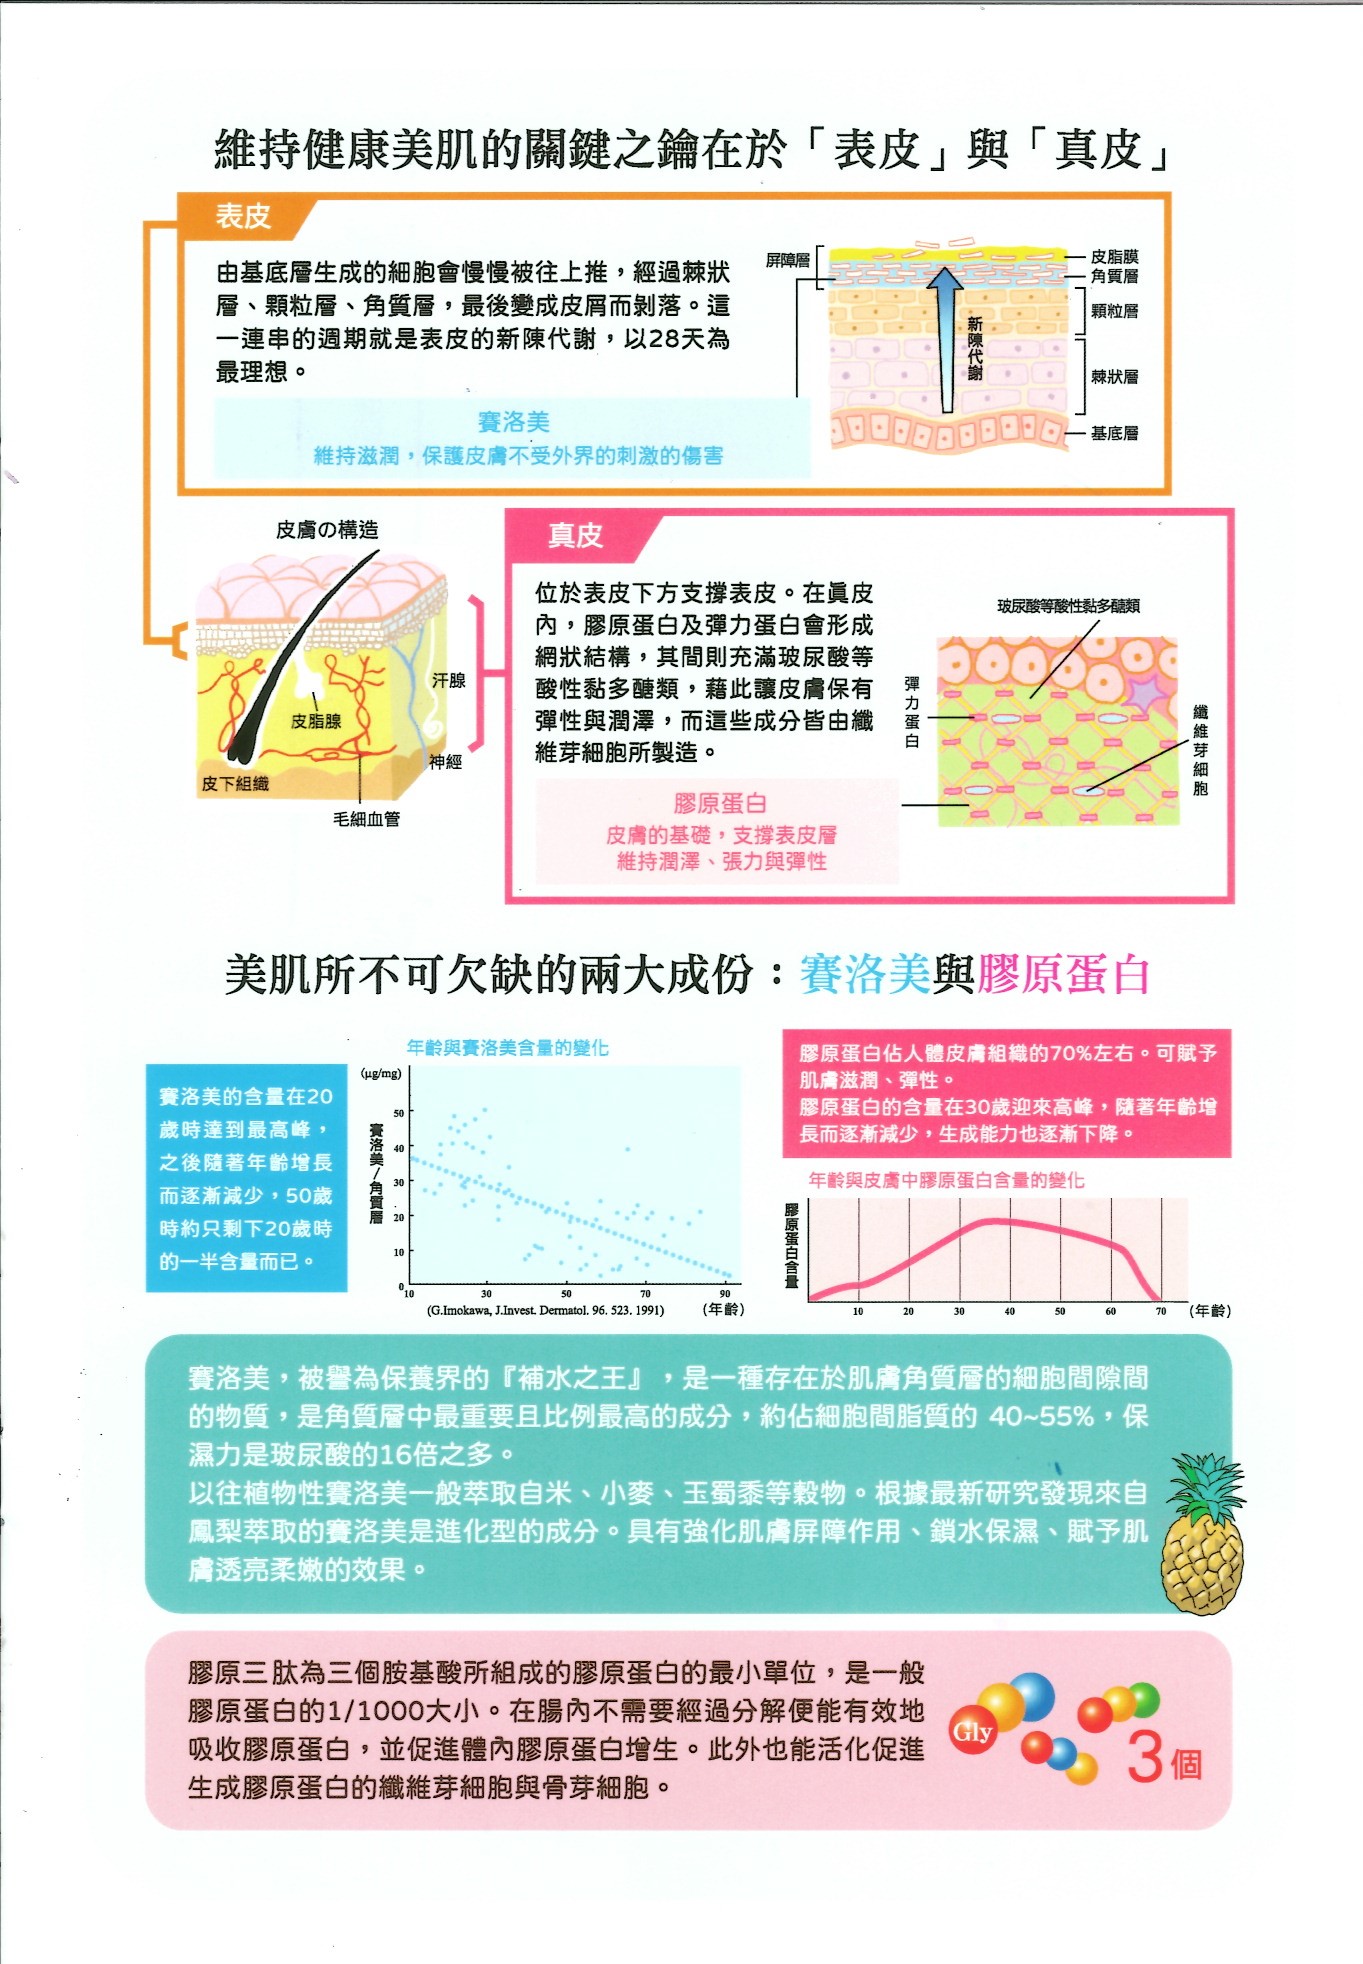 維持健康美肌的關鍵之鑰在於「表皮」與「真皮」
表皮
由基底層生成的細胞會慢慢被往上推，經過棘狀
層、顆粒層、角質層，最後變成皮屑而剝落。這
一連串的週期就是表皮的新陳代謝，以28天為
最理想。
賽洛美
維持滋潤，保護皮膚不受外界的刺激的傷害
屏障層
皮脂膜
角質層
顆粒層
棘狀層
基底層
新陳代謝
皮膚の構造
汗腺
皮脂腺
神經
皮下組織
毛細血管
真皮
位於表皮下方支撐表皮。在眞皮
內，膠原蛋白及彈力蛋白會形成
網狀結構，其間則充滿玻尿酸等
酸性黏多醣類，藉此讓皮膚保有
彈性與潤澤，而這些成分皆由纖
維芽細胞所製造。
膠原蛋白
皮膚的基礎，支撐表皮層
維持潤澤、張力與彈性
玻尿酸等酸性黏多醣類
彈力蛋白
纖維芽細胞
美肌所不可欠缺的兩大成份：賽洛美與膠原蛋白
賽洛美的含量在20
歲時達到最高峰，
之後隨著年齡增長
而逐漸減少，50歲
時約只剩下20歲時
的一半含量而已。
年齡與賽洛美含量的變化
(μg/mg)
賽洛美/角質層
50
40
30
20
10
0
10 30 50 70 90
(G.Imokawa, J.Invest. Dermatol. 96. 523. 1991) (年齡)
膠原蛋白佔人體皮膚組織的70%左右。可賦予
肌膚滋潤、彈性。
膠原蛋白的含量在30歲迎來高峰，隨著年齡增
長而逐漸減少，生成能力也逐漸下降。
年齡與皮膚中膠原蛋白含量的變化
膠原蛋白含量
10 20 30 40 50 60 70 (年齡)
賽洛美，被譽為保養界的『補水之王』，是一種存在於肌膚角質層的細胞間隙間
的物質，是角質層中最重要且比例最高的成分，約佔細胞間脂質的 40~55%，保
濕力是玻尿酸的16倍之多。
以往植物性賽洛美一般萃取自米、小麥、玉蜀黍等穀物。根據最新研究發現來自
鳳梨萃取的賽洛美是進化型的成分。具有強化肌膚屏障作用、鎖水保濕、賦予肌
膚透亮柔嫩的效果。
膠原三肽為三個胺基酸所組成的膠原蛋白的最小單位，是一般
膠原蛋白的1/1000大小。在腸內不需要經過分解便能有效地
吸收膠原蛋白，並促進體內膠原蛋白增生。此外也能活化促進
生成膠原蛋白的纖維芽細胞與骨芽細胞。
Gly
3個